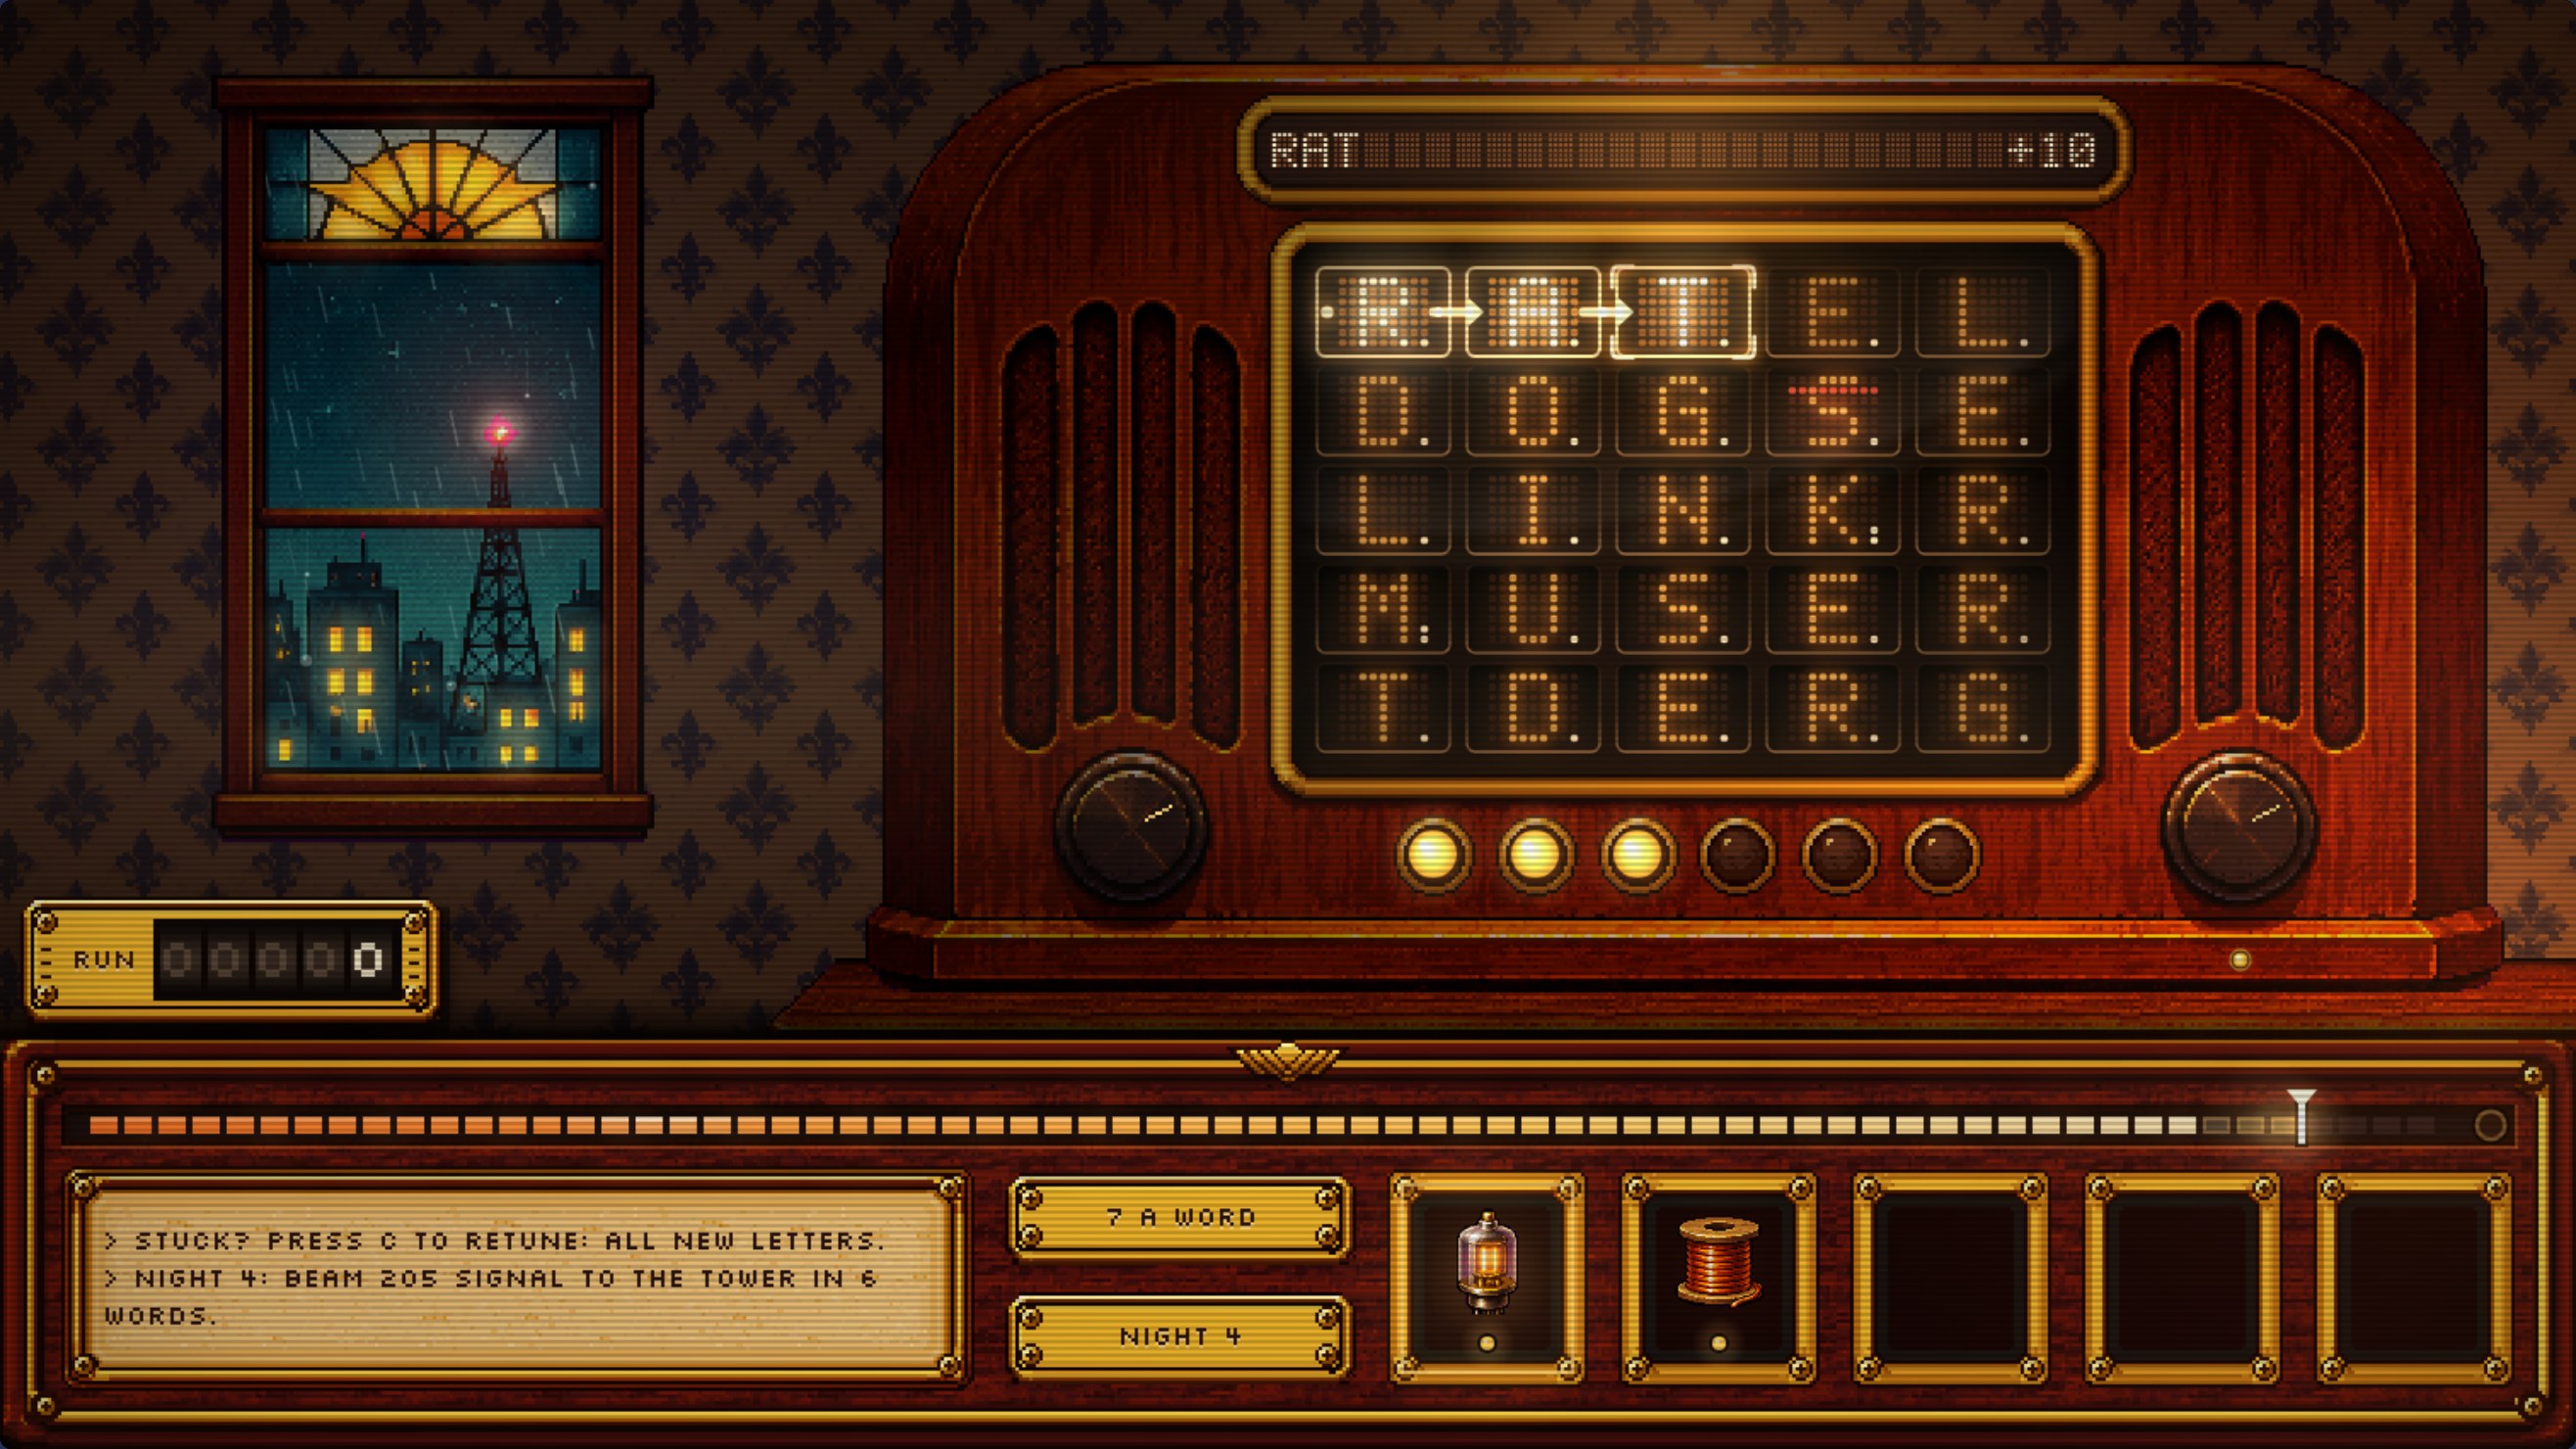 RAT +10
R. A. T. E. L.
D. O. G. S. E.
L. I. N. K: R.
M: U. S. E. R.
T. D. E. R. G.
RUN 00000
> STUCK? PRESS C TO RETUNE: ALL NEW LETTERS.
> NIGHT 4: BEAM 205 SIGNAL TO THE TOWER IN 6
WORDS.
7 A WORD
NIGHT 4